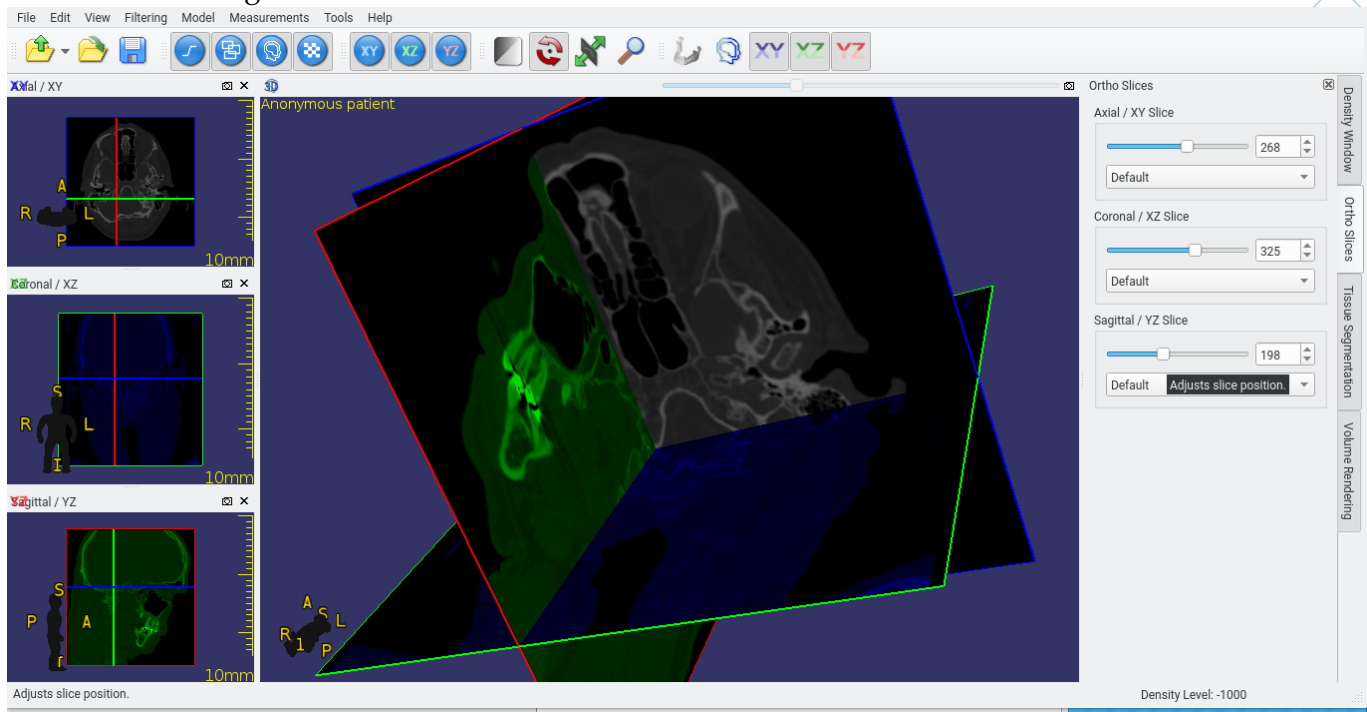 File Edit View Filtering Model Measurements Tools Help
XY XZ YZ XY XZ YZ
Axial / XY
3D
Ortho Slices
Anonymous patient
A
R L
P
10mm
Coronal / XZ
S
R L
I
10mm
Sagittal / YZ
S
P A
I
10mm
A
S L
R
P
Axial / XY Slice
268
Default
Coronal / XZ Slice
325
Default
Sagittal / YZ Slice
198
Default
Adjusts slice position.
Density Window
Ortho Slices
Tissue Segmentation
Volume Rendering
Adjusts slice position.
Density Level: -1000